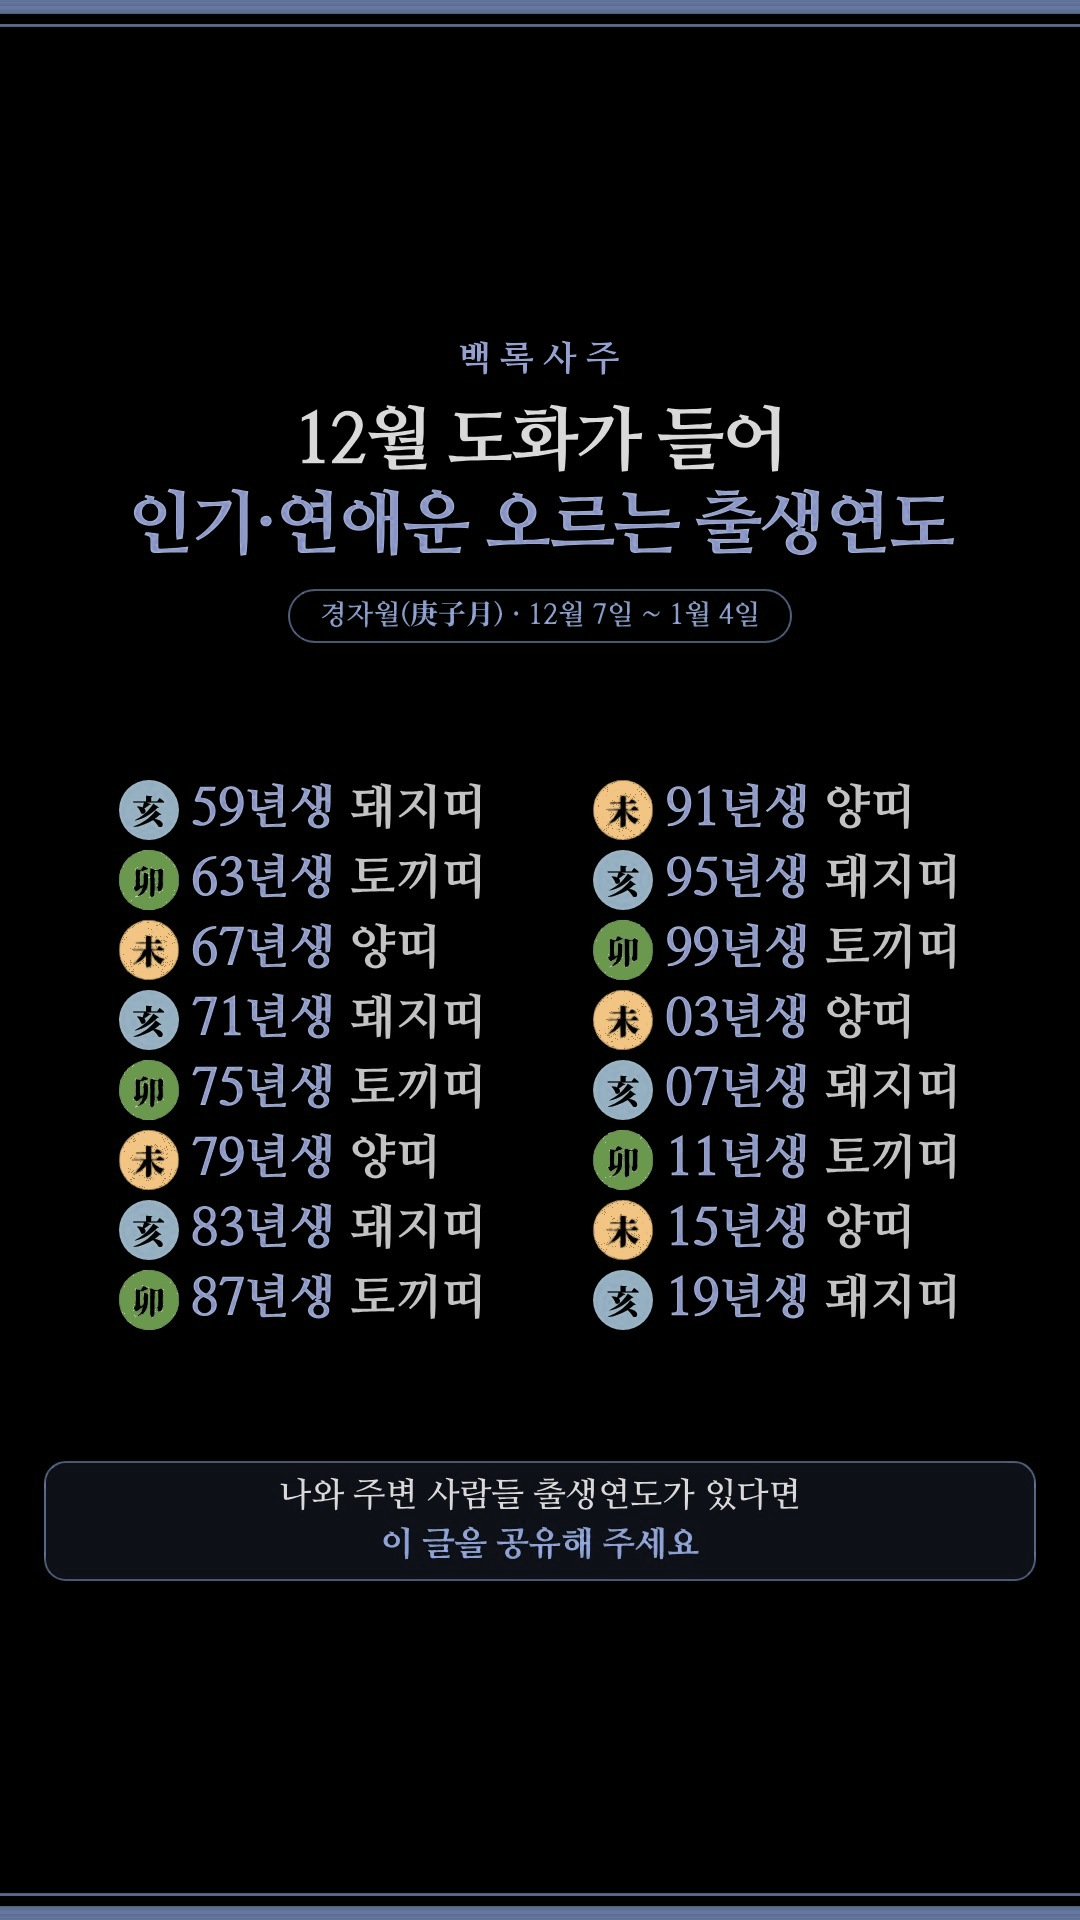 백록사주
12월 도화가 들어
인기·연애운 오르는 출생연도
경자월(庚子月) · 12월 7일 ~ 1월 4일
亥 59년생 돼지띠
卯 63년생 토끼띠
未 67년생 양띠
亥 71년생 돼지띠
卯 75년생 토끼띠
未 79년생 양띠
亥 83년생 돼지띠
卯 87년생 토끼띠
未 91년생 양띠
亥 95년생 돼지띠
卯 99년생 토끼띠
未 03년생 양띠
亥 07년생 돼지띠
卯 11년생 토끼띠
未 15년생 양띠
亥 19년생 돼지띠
나와 주변 사람들 출생연도가 있다면
이 글을 공유해 주세요